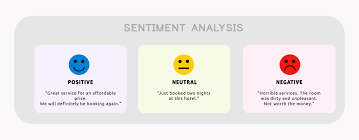 SENTIMENT ANALYSIS
POSITIVE
"Great service for an affordable
price.
We will definitely be booking again."
NEUTRAL
"Just booked two nights
at this hotel."
NEGATIVE
"Horrible services. The room
was dirty and unpleasant.
Not worth the money."